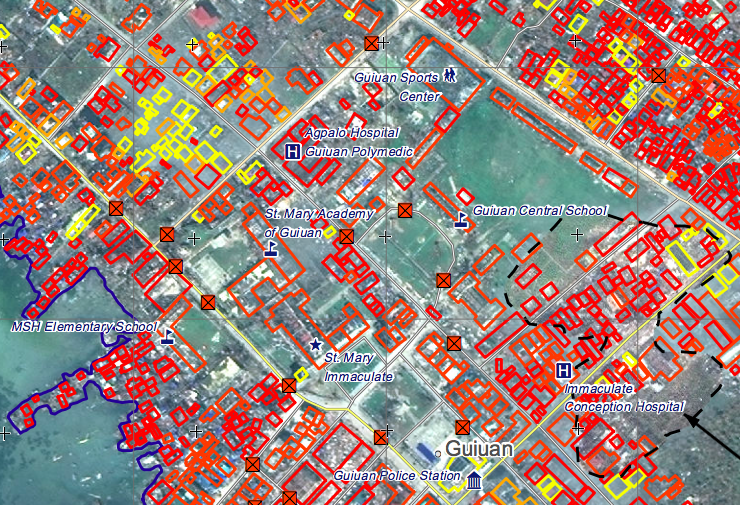 Guiuan Sports
Center
Agpalo Hospital
H Guiuan Polymedic
St. Mary Academy
of Guiuan
Guiuan Central School
MSH Elementary School
St. Mary
Immaculate
H
Immaculate
Conception Hospital
Guiuan
Guiuan Police Station